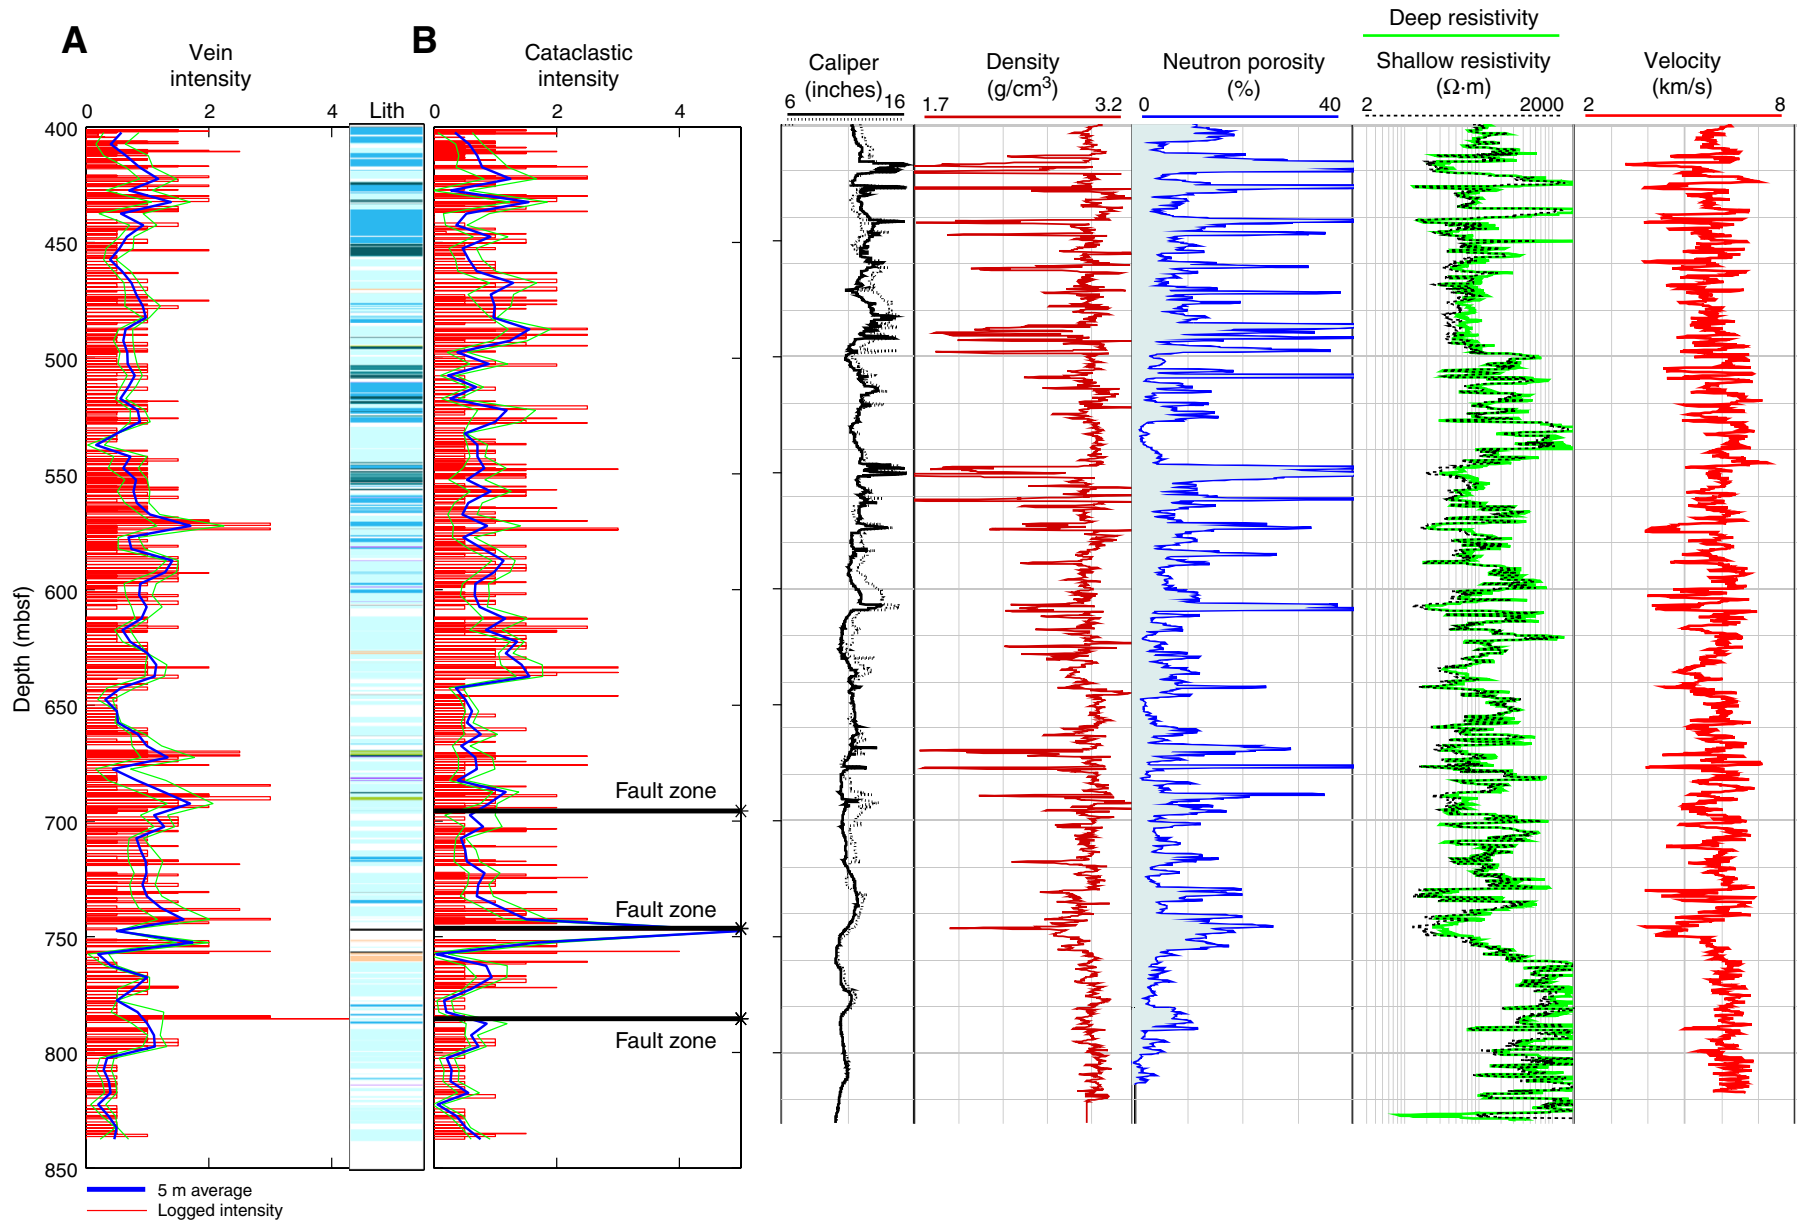 A
Vein
intensity
0 2 4
Lith
B
Cataclastic
intensity
0 2 4
Caliper
(inches)
6 16
Density
(g/cm3)
1.7 3.2
Neutron porosity
(%)
0 40
Deep resistivity
Shallow resistivity
(Ω·m)
2 2000
Velocity
(km/s)
2 8
Depth (mbsf)
400
450
500
550
600
650
700
750
800
850
Fault zone
Fault zone
Fault zone
5 m average
Logged intensity